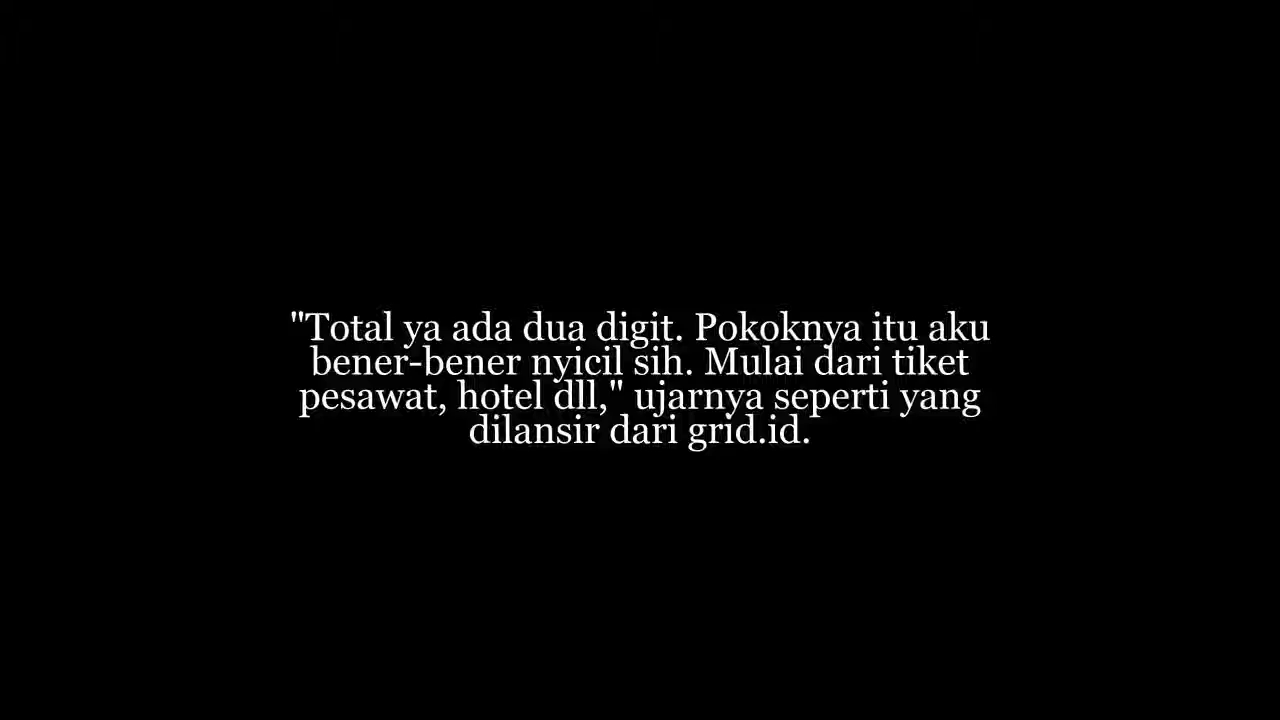 "Total ya ada dua digit. Pokoknya itu aku
bener-bener nyicil sih. Mulai dari tiket
pesawat, hotel dll," ujarnya seperti yang
dilansir dari grid.id.